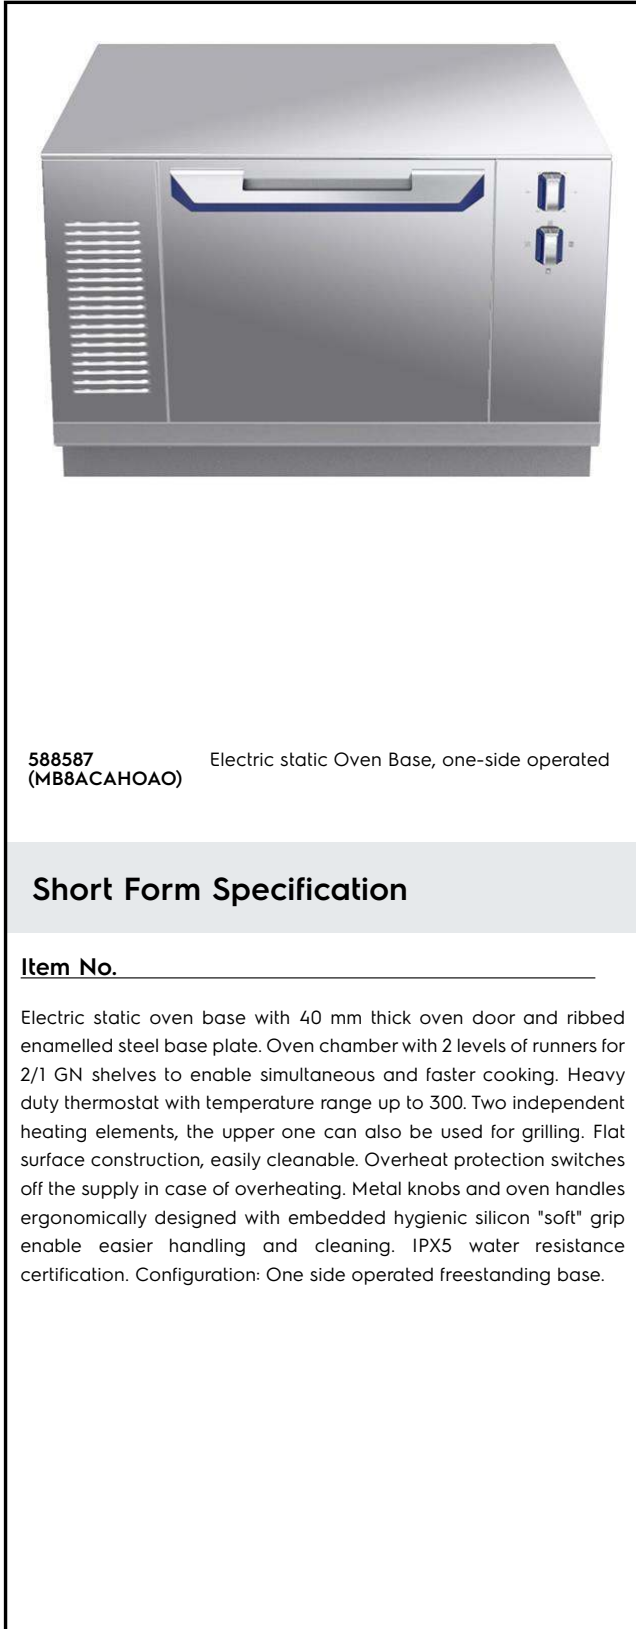 588587
(MB8ACAHOAO)
Electric static Oven Base, one-side operated
Short Form Specification
Item No.
Electric static oven base with 40 mm thick oven door and ribbed
enamelled steel base plate. Oven chamber with 2 levels of runners for
2/1 GN shelves to enable simultaneous and faster cooking. Heavy
duty thermostat with temperature range up to 300. Two independent
heating elements, the upper one can also be used for grilling. Flat
surface construction, easily cleanable. Overheat protection switches
off the supply in case of overheating. Metal knobs and oven handles
ergonomically designed with embedded hygienic silicon "soft" grip
enable easier handling and cleaning. IPX5 water resistance
certification. Configuration: One side operated freestanding base.